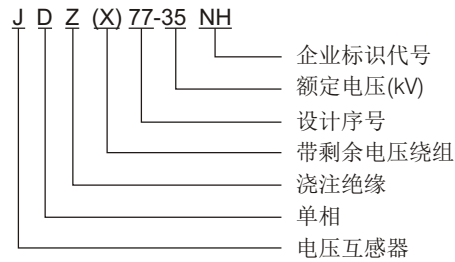 J D Z (X) 77-35 NH
企业标识代号
额定电压(kV)
设计序号
带剩余电压绕组
浇注绝缘
单相
电压互感器